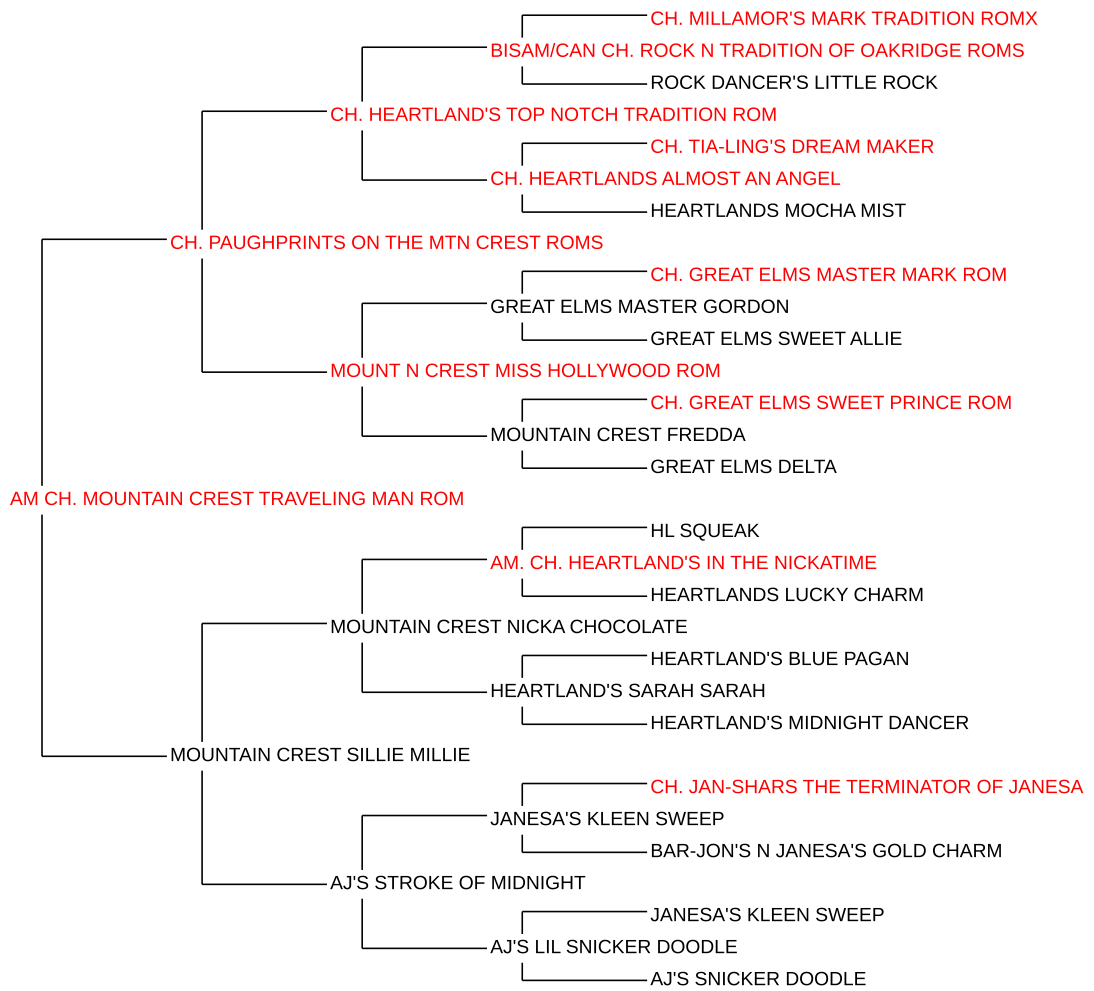 CH. MILLAMOR'S MARK TRADITION ROMX
BISAM/CAN CH. ROCK N TRADITION OF OAKRIDGE ROMS
ROCK DANCER'S LITTLE ROCK
CH. HEARTLAND'S TOP NOTCH TRADITION ROM
CH. TIA-LING'S DREAM MAKER
CH. HEARTLANDS ALMOST AN ANGEL
HEARTLANDS MOCHA MIST
CH. PAUGHPRINTS ON THE MTN CREST ROMS
CH. GREAT ELMS MASTER MARK ROM
GREAT ELMS MASTER GORDON
GREAT ELMS SWEET ALLIE
MOUNT N CREST MISS HOLLYWOOD ROM
CH. GREAT ELMS SWEET PRINCE ROM
MOUNTAIN CREST FREDDA
GREAT ELMS DELTA
AM CH. MOUNTAIN CREST TRAVELING MAN ROM
HL SQUEAK
AM. CH. HEARTLAND'S IN THE NICKATIME
HEARTLANDS LUCKY CHARM
MOUNTAIN CREST NICKA CHOCOLATE
HEARTLAND'S BLUE PAGAN
HEARTLAND'S SARAH SARAH
HEARTLAND'S MIDNIGHT DANCER
MOUNTAIN CREST SILLIE MILLIE
CH. JAN-SHARS THE TERMINATOR OF JANESA
JANESA'S KLEEN SWEEP
BAR-JON'S N JANESA'S GOLD CHARM
AJ'S STROKE OF MIDNIGHT
JANESA'S KLEEN SWEEP
AJ'S LIL SNICKER DOODLE
AJ'S SNICKER DOODLE